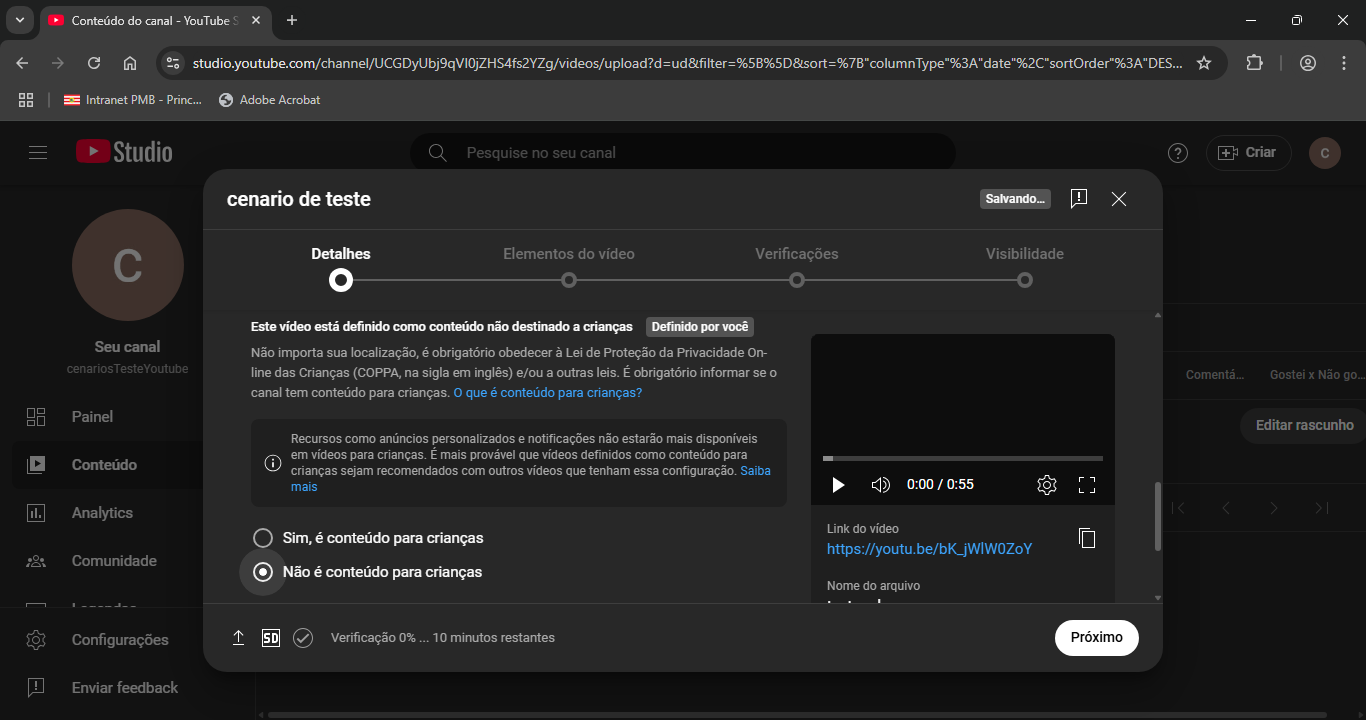 Conteúdo do canal - YouTube S
studio.youtube.com/channel/UCGDyUbj9qVI0jZHS4fs2YZg/videos/upload?d=ud&filter=%5B%5D&sort=%7B"columnType"%3A"date"%2C"sortOrder"%3A"DES...
Intranet PMB - Princ...
Adobe Acrobat
Studio
Pesquise no seu canal
Criar
C
cenario de teste
Salvando...
Detalhes
Elementos do vídeo
Verificações
Visibilidade
C
Seu canal
cenariosTesteYoutube
Painel
Conteúdo
Analytics
Comunidade
Configurações
Enviar feedback
Este vídeo está definido como conteúdo não destinado a crianças
Definido por você
Não importa sua localização, é obrigatório obedecer à Lei de Proteção da Privacidade On-
line das Crianças (COPPA, na sigla em inglês) e/ou a outras leis. É obrigatório informar se o
canal tem conteúdo para crianças. O que é conteúdo para crianças?
Recursos como anúncios personalizados e notificações não estarão mais disponíveis
em vídeos para crianças. É mais provável que vídeos definidos como conteúdo para
crianças sejam recomendados com outros vídeos que tenham essa configuração. Saiba
mais
Sim, é conteúdo para crianças
Não é conteúdo para crianças
0:00 / 0:55
Link do vídeo
https://youtu.be/bK_jWlW0ZoY
Nome do arquivo
Comentá...
Gostei x Não go...
Editar rascunho
SD
Verificação 0% ... 10 minutos restantes
Próximo